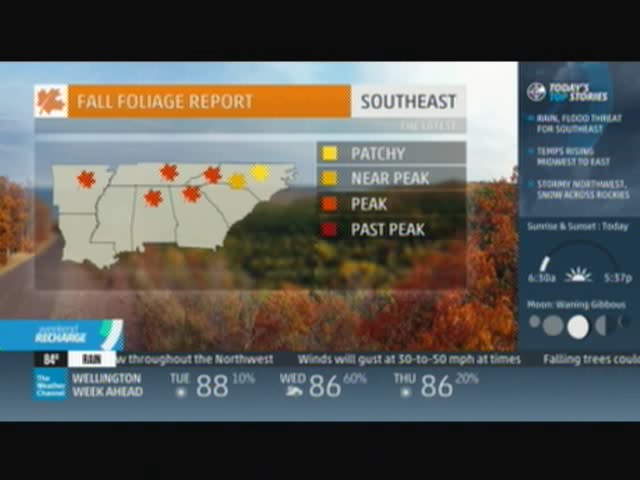 FALL FOLIAGE REPORT
SOUTHEAST
THE LATEST
PATCHY
NEAR PEAK
PEAK
PAST PEAK
TODAY'S
TOP STORIES
RAIN, FLOOD THREAT
FOR SOUTHEAST
TEMPS RISING
MIDWEST TO EAST
STORMY NORTHWEST,
SNOW ACROSS ROCKIES
Sunrise & Sunset : Today
6:30a 5:37p
Moon: Waning Gibbous
weekend
RECHARGE
84° RAIN w throughout the Northwest Winds will gust at 30-to-50 mph at times Falling trees could
The
Weather
Channel
WELLINGTON
WEEK AHEAD
TUE 88 10%
WED 86 60%
THU 86 20%